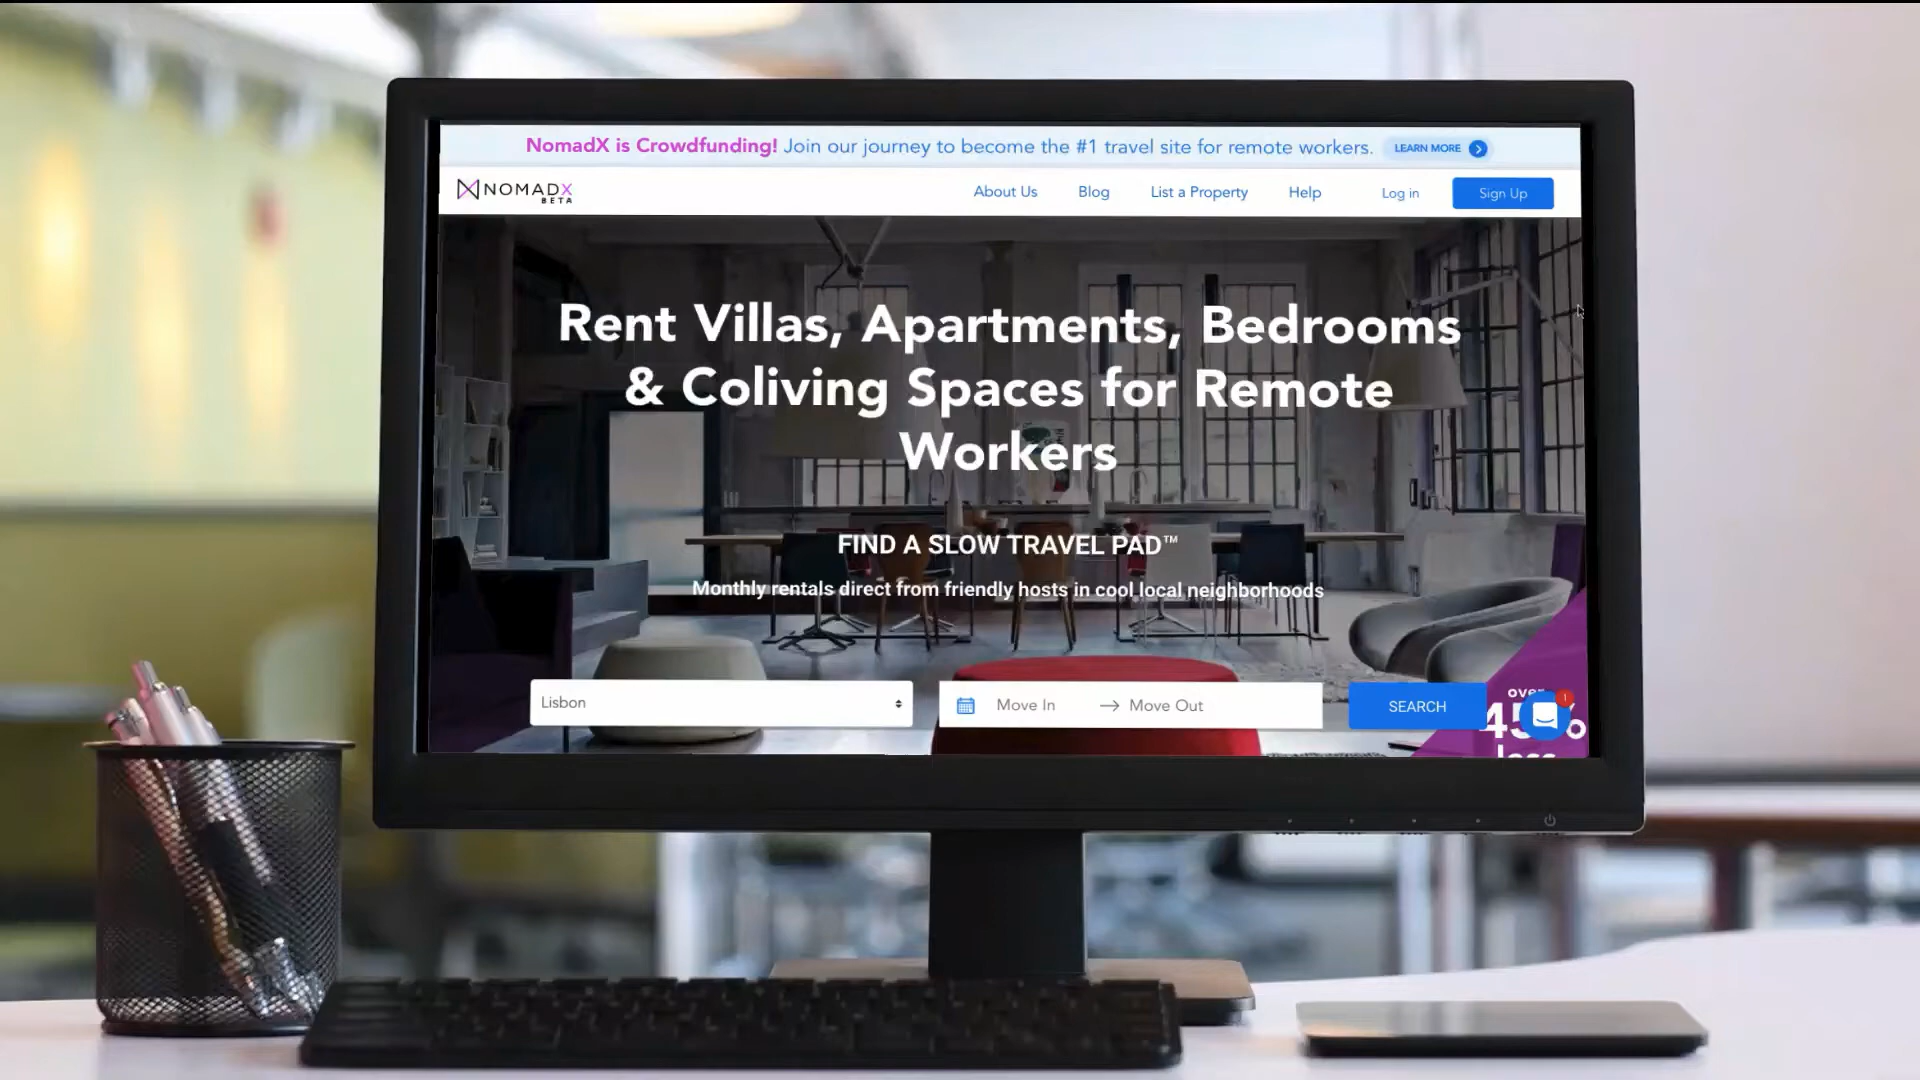 NomadX is Crowdfunding! Join our journey to become the #1 travel site for remote workers. LEARN MORE
NOMADX
BETA
About Us Blog List a Property Help Log in Sign Up
Rent Villas, Apartments, Bedrooms
& Coliving Spaces for Remote
Workers
FIND A SLOW TRAVEL PAD™
Monthly rentals direct from friendly hosts in cool local neighborhoods
Lisbon Move In → Move Out SEARCH
over
1